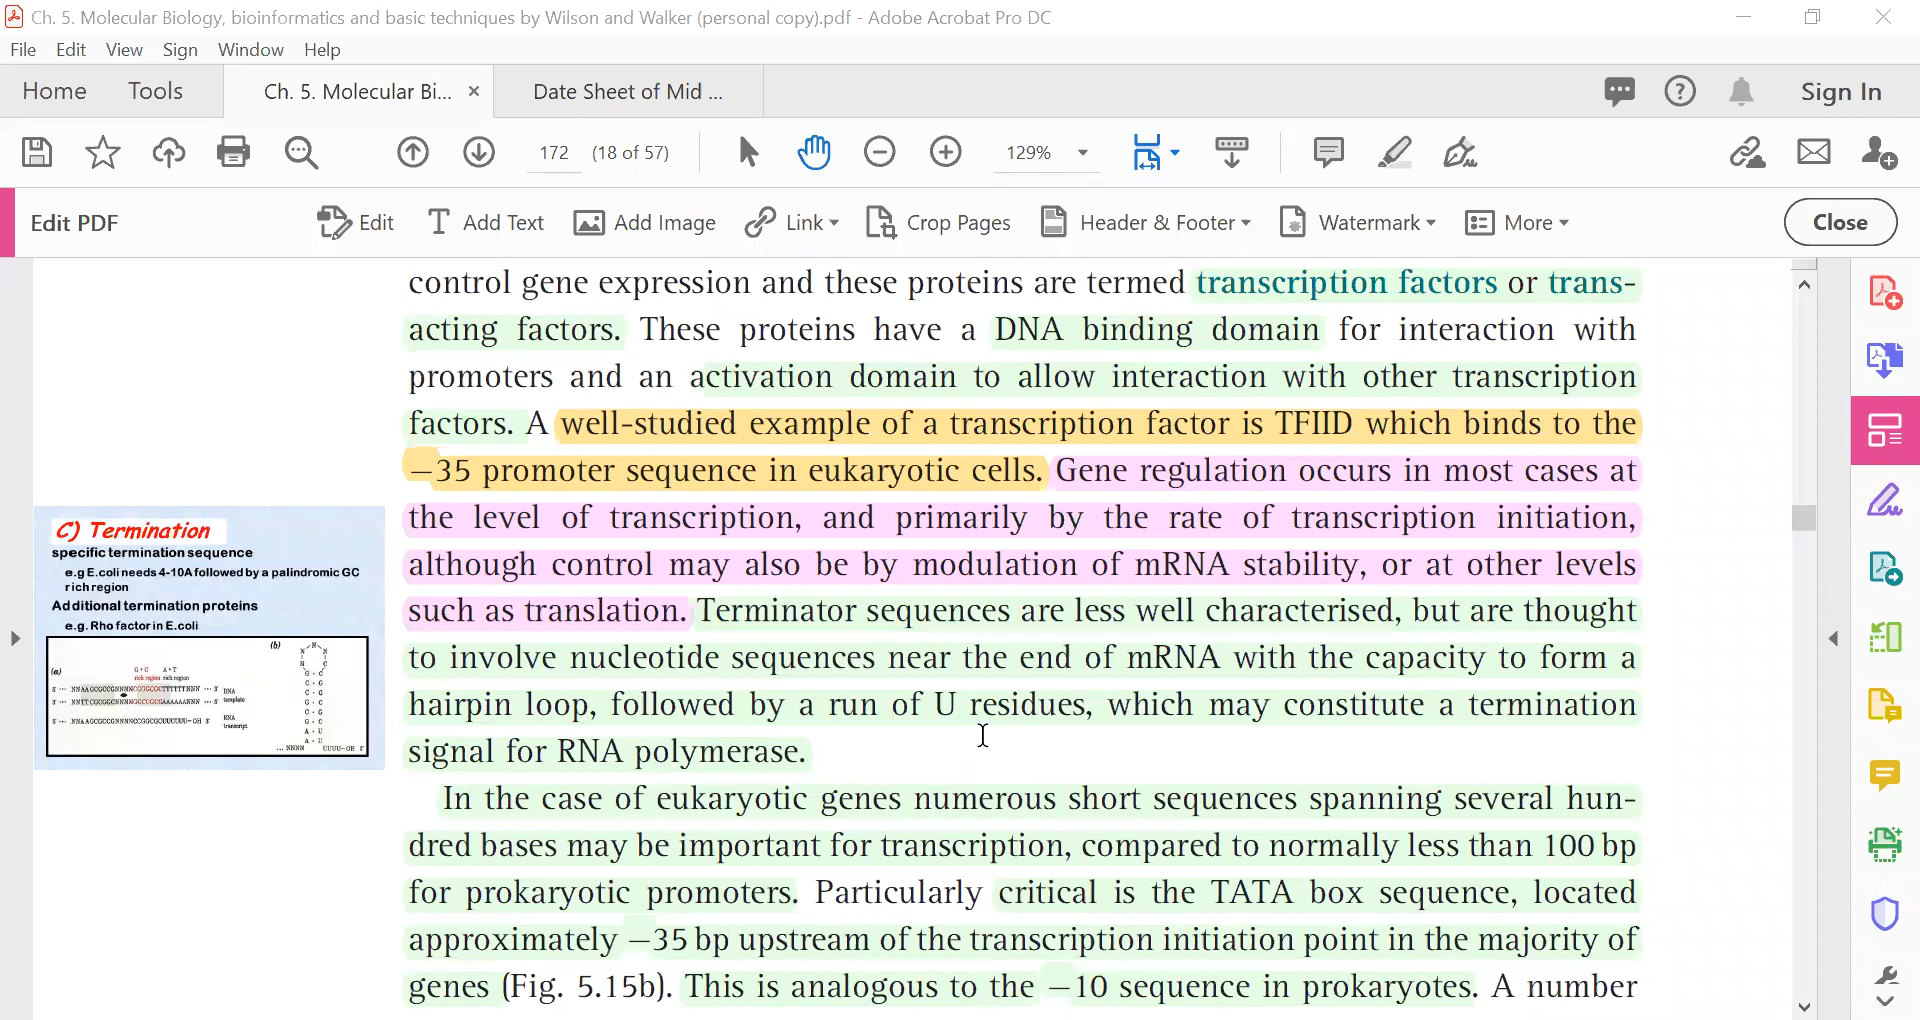 Ch. 5. Molecular Biology, bioinformatics and basic techniques by Wilson and Walker (personal copy).pdf - Adobe Acrobat Pro DC
File Edit View Sign Window Help
Home Tools Ch. 5. Molecular Bi... × Date Sheet of Mid ... Sign In
172 (18 of 57) 129%
Edit PDF Edit Add Text Add Image Link Crop Pages Header & Footer Watermark More Close
control gene expression and these proteins are termed transcription factors or trans-
acting factors. These proteins have a DNA binding domain for interaction with
promoters and an activation domain to allow interaction with other transcription
factors. A well-studied example of a transcription factor is TFIID which binds to the
−35 promoter sequence in eukaryotic cells. Gene regulation occurs in most cases at
the level of transcription, and primarily by the rate of transcription initiation,
although control may also be by modulation of mRNA stability, or at other levels
such as translation. Terminator sequences are less well characterised, but are thought
to involve nucleotide sequences near the end of mRNA with the capacity to form a
hairpin loop, followed by a run of U residues, which may constitute a termination
signal for RNA polymerase.
In the case of eukaryotic genes numerous short sequences spanning several hun-
dred bases may be important for transcription, compared to normally less than 100 bp
for prokaryotic promoters. Particularly critical is the TATA box sequence, located
approximately −35 bp upstream of the transcription initiation point in the majority of
genes (Fig. 5.15b). This is analogous to the −10 sequence in prokaryotes. A number
C) Termination
specific termination sequence
e.g E.coli needs 4-10A followed by a palindromic GC
rich region
Additional termination proteins
e.g. Rho factor in E.coli
(a)
(b)
G·C A·T
rich region rich region
DNA
template
RNA
transcript
... NNNN UUUU-OH 3'